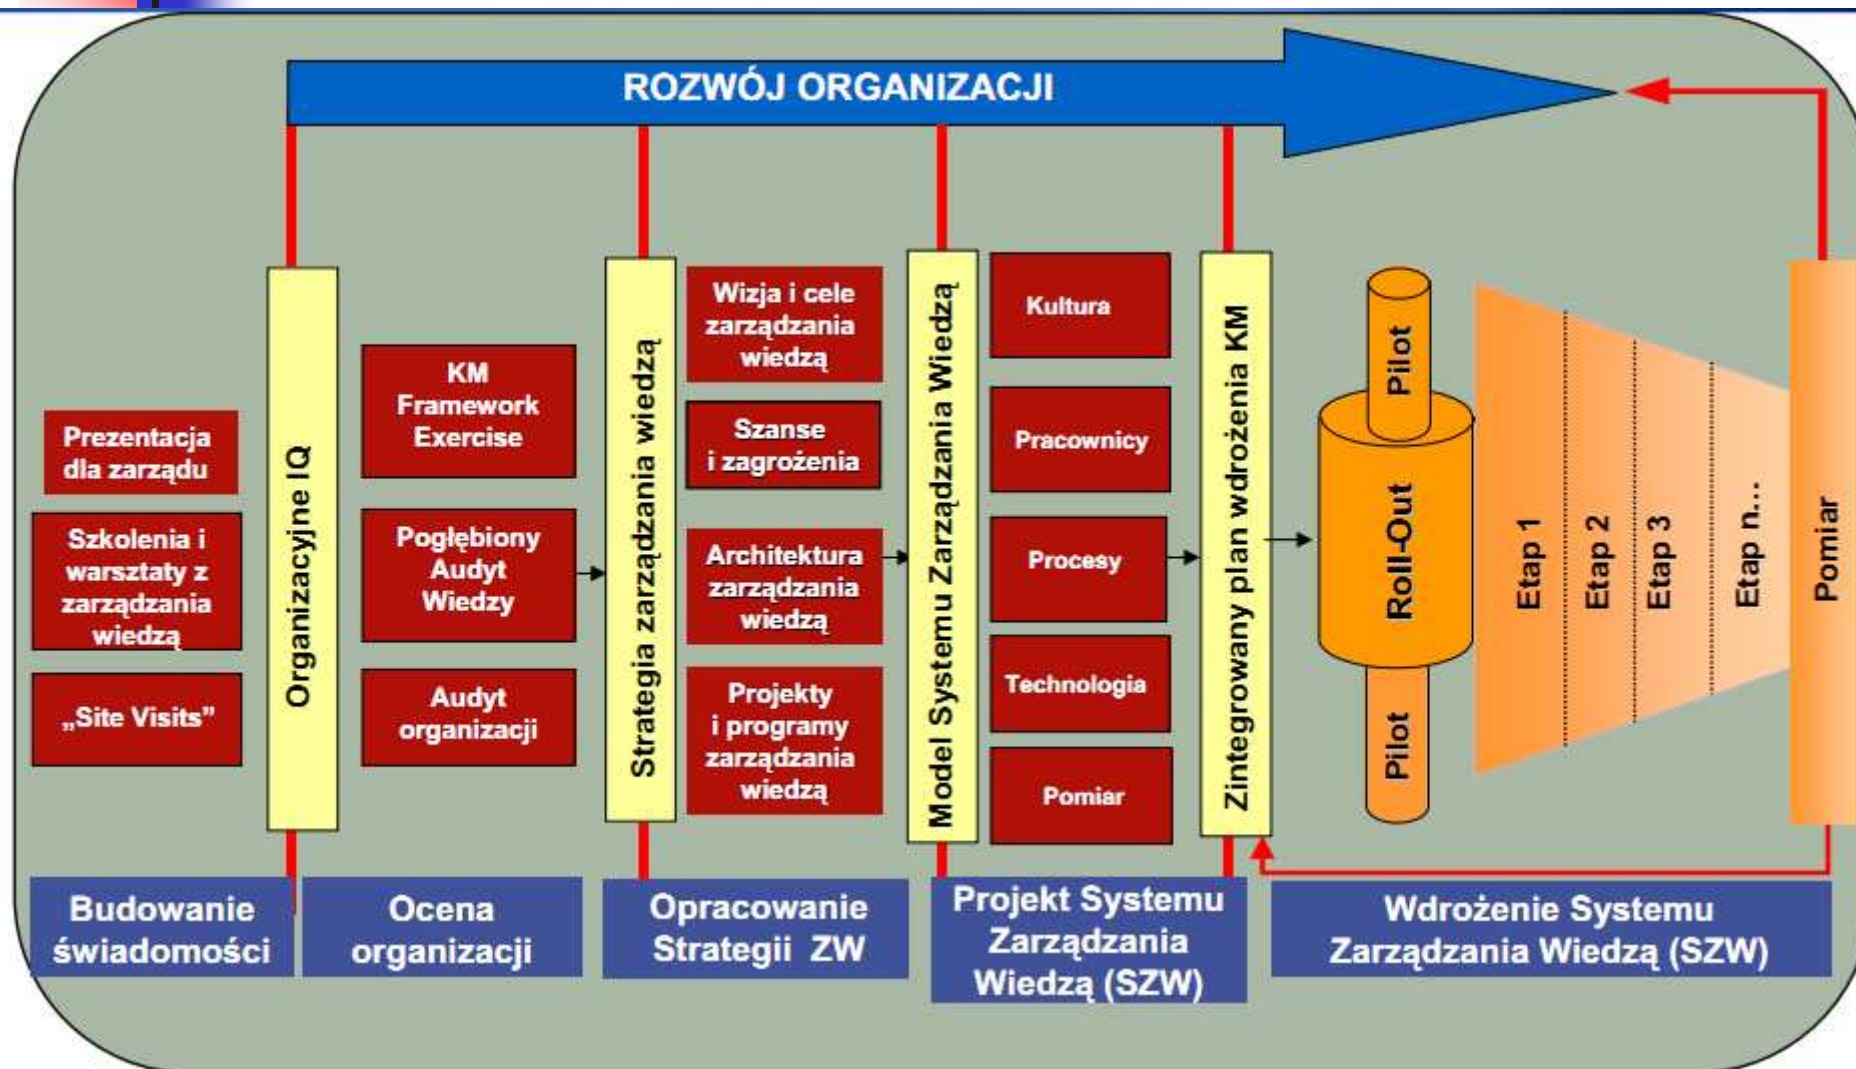 ROZWÓJ ORGANIZACJI
Prezentacja
dla zarządu
Szkolenia i
warsztaty z
zarządzania
wiedzą
„Site Visits”
Organizacyjne IQ
KM
Framework
Exercise
Pogłębiony
Audyt
Wiedzy
Audyt
organizacji
Strategia zarządzania wiedzą
Wizja i cele
zarządzania
wiedzą
Szanse
i zagrożenia
Architektura
zarządzania
wiedzą
Projekty
i programy
zarządzania
wiedzą
Model Systemu Zarządzania Wiedzą
Kultura
Pracownicy
Procesy
Technologia
Pomiar
Zintegrowany plan wdrożenia KM
Pilot
Roll-Out
Pilot
Etap 1
Etap 2
Etap 3
Etap n...
Pomiar
Budowanie
świadomości
Ocena
organizacji
Opracowanie
Strategii ZW
Projekt Systemu
Zarządzania
Wiedzą (SZW)
Wdrożenie Systemu
Zarządzania Wiedzą (SZW)